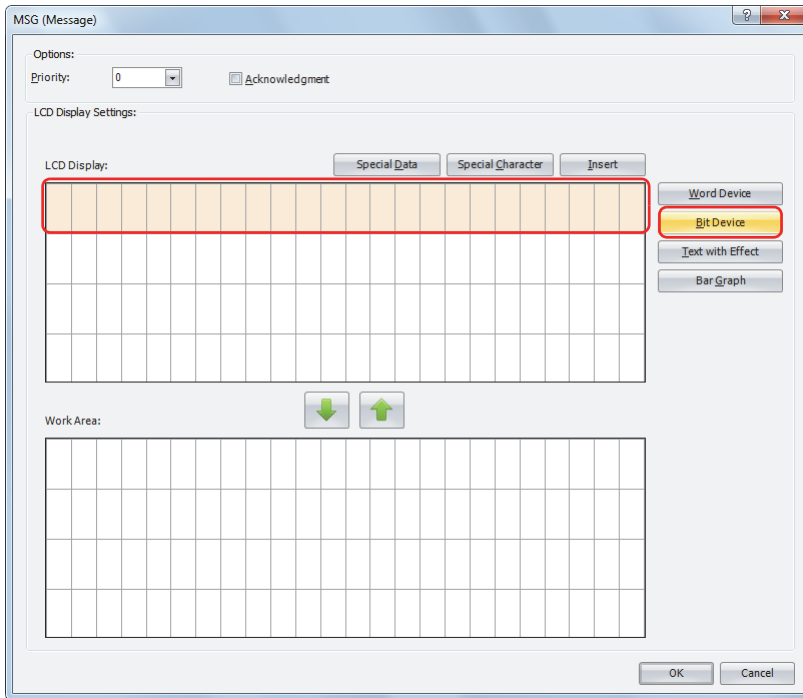 MSG (Message)
Options:
Priority: 0 Acknowledgment
LCD Display Settings:
LCD Display: Special Data Special Character Insert
Word Device
Bit Device
Text with Effect
Bar Graph
Work Area:
OK Cancel